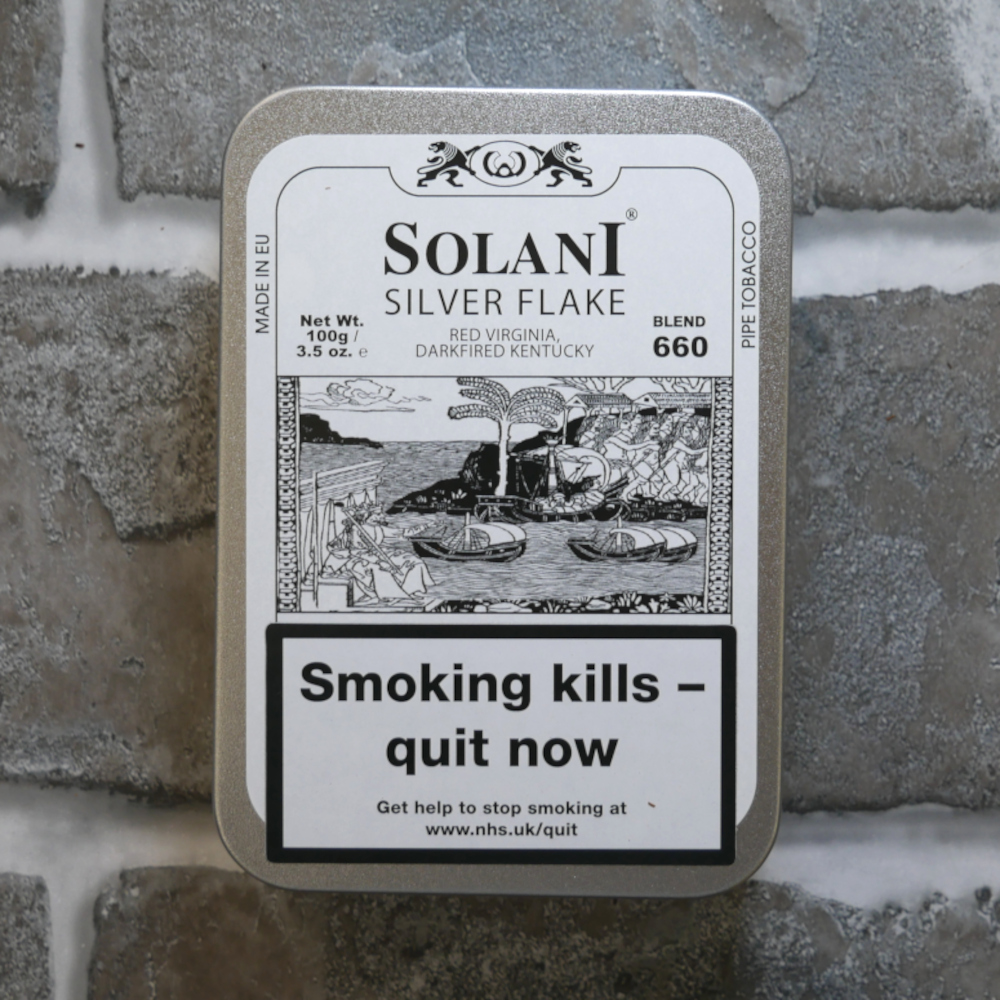 SOLANI®
SILVER FLAKE
MADE IN EU
PIPE TOBACCO
Net Wt.
100g /
3.5 oz. ℮
RED VIRGINIA,
DARKFIRED KENTUCKY
BLEND
660
Smoking kills –
quit now
Get help to stop smoking at
www.nhs.uk/quit